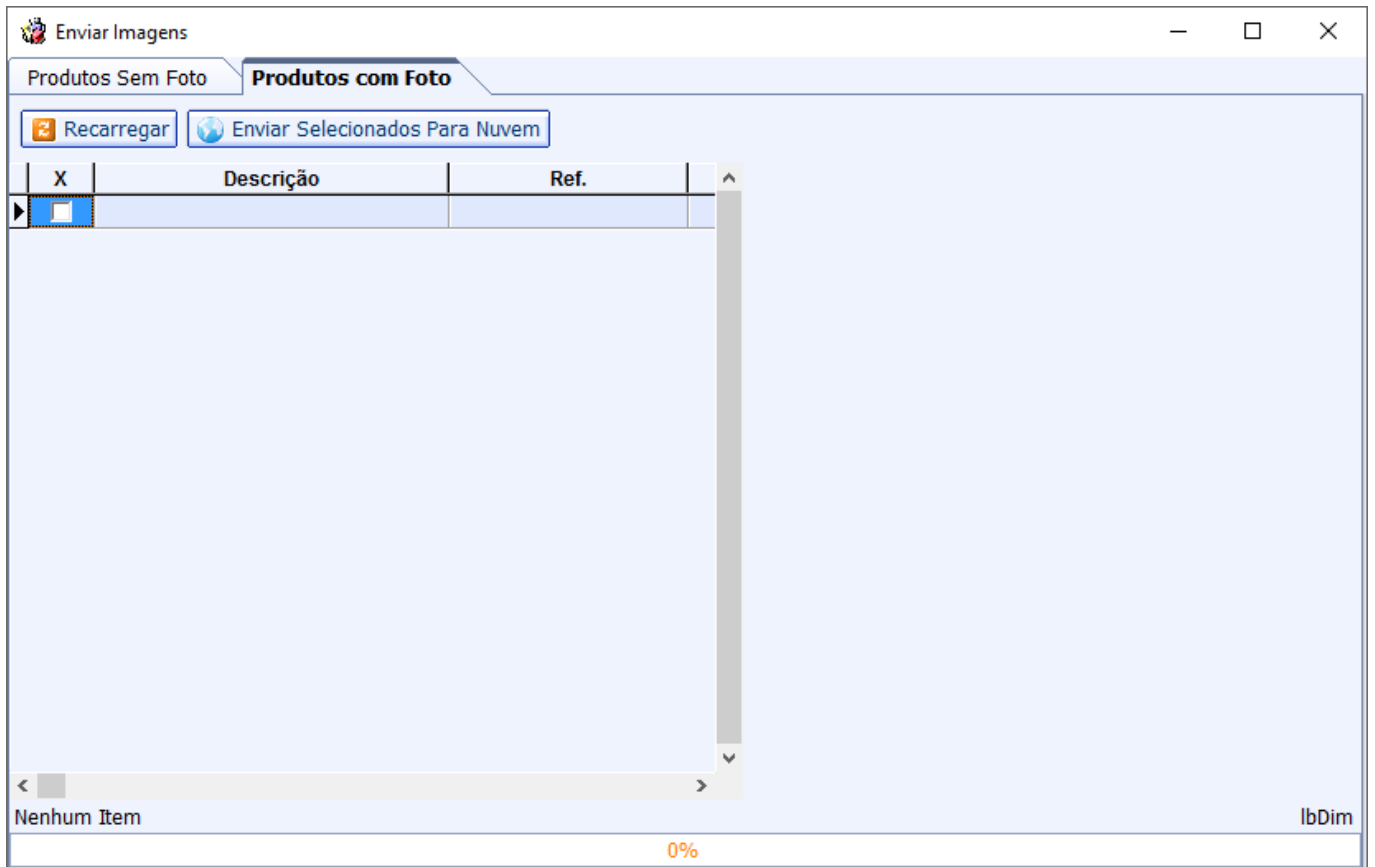 Enviar Imagens
Produtos Sem Foto Produtos com Foto
Recarregar Enviar Selecionados Para Nuvem
X Descrição Ref.
Nenhum Item lbDim
0%